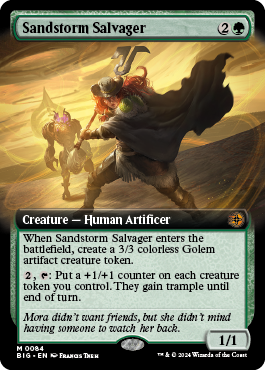 Sandstorm Salvager 2
Creature — Human Artificer
When Sandstorm Salvager enters the
battlefield, create a 3/3 colorless Golem
artifact creature token.
2, : Put a +1/+1 counter on each creature
token you control. They gain trample until
end of turn.
Mora didn't want friends, but she didn't mind
having someone to watch her back.
1/1
M 0084
BIG • EN Francis Tneh
™ & © 2024 Wizards of the Coast